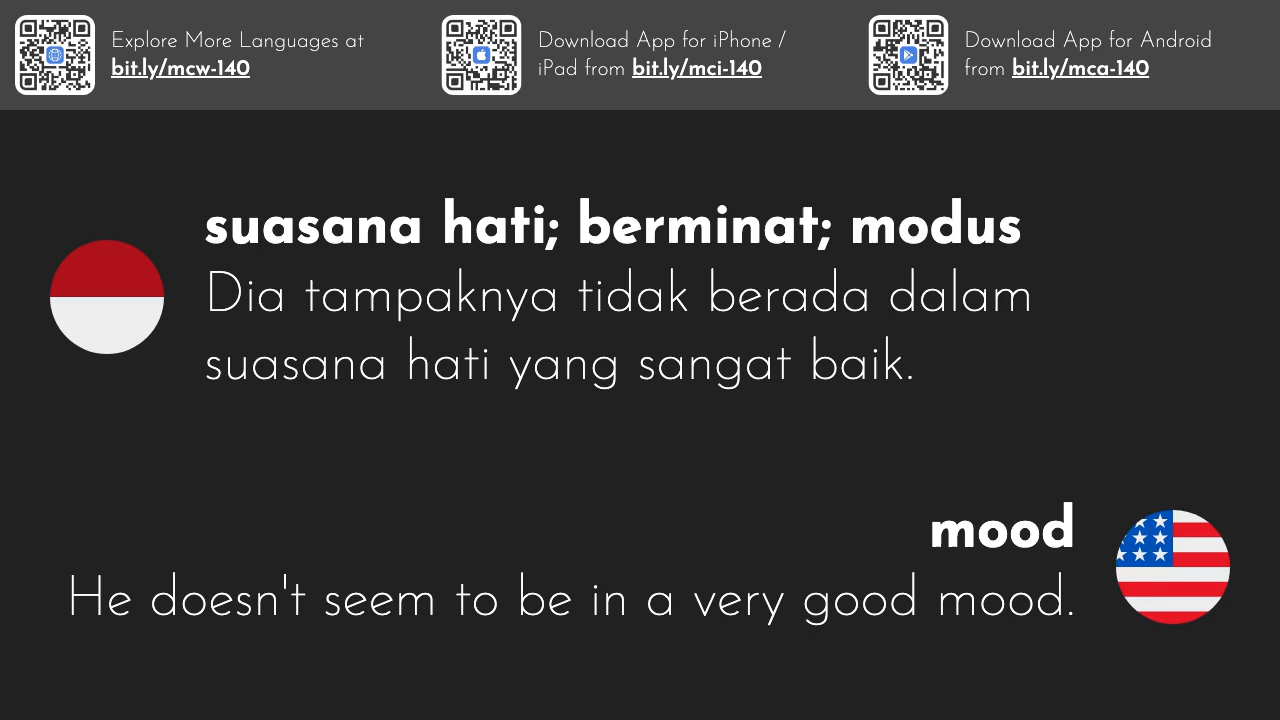 Explore More Languages at
bit.ly/mcw-140
Download App for iPhone /
iPad from bit.ly/mci-140
Download App for Android
from bit.ly/mca-140
suasana hati; berminat; modus
Dia tampaknya tidak berada dalam
suasana hati yang sangat baik.
mood
He doesn't seem to be in a very good mood.